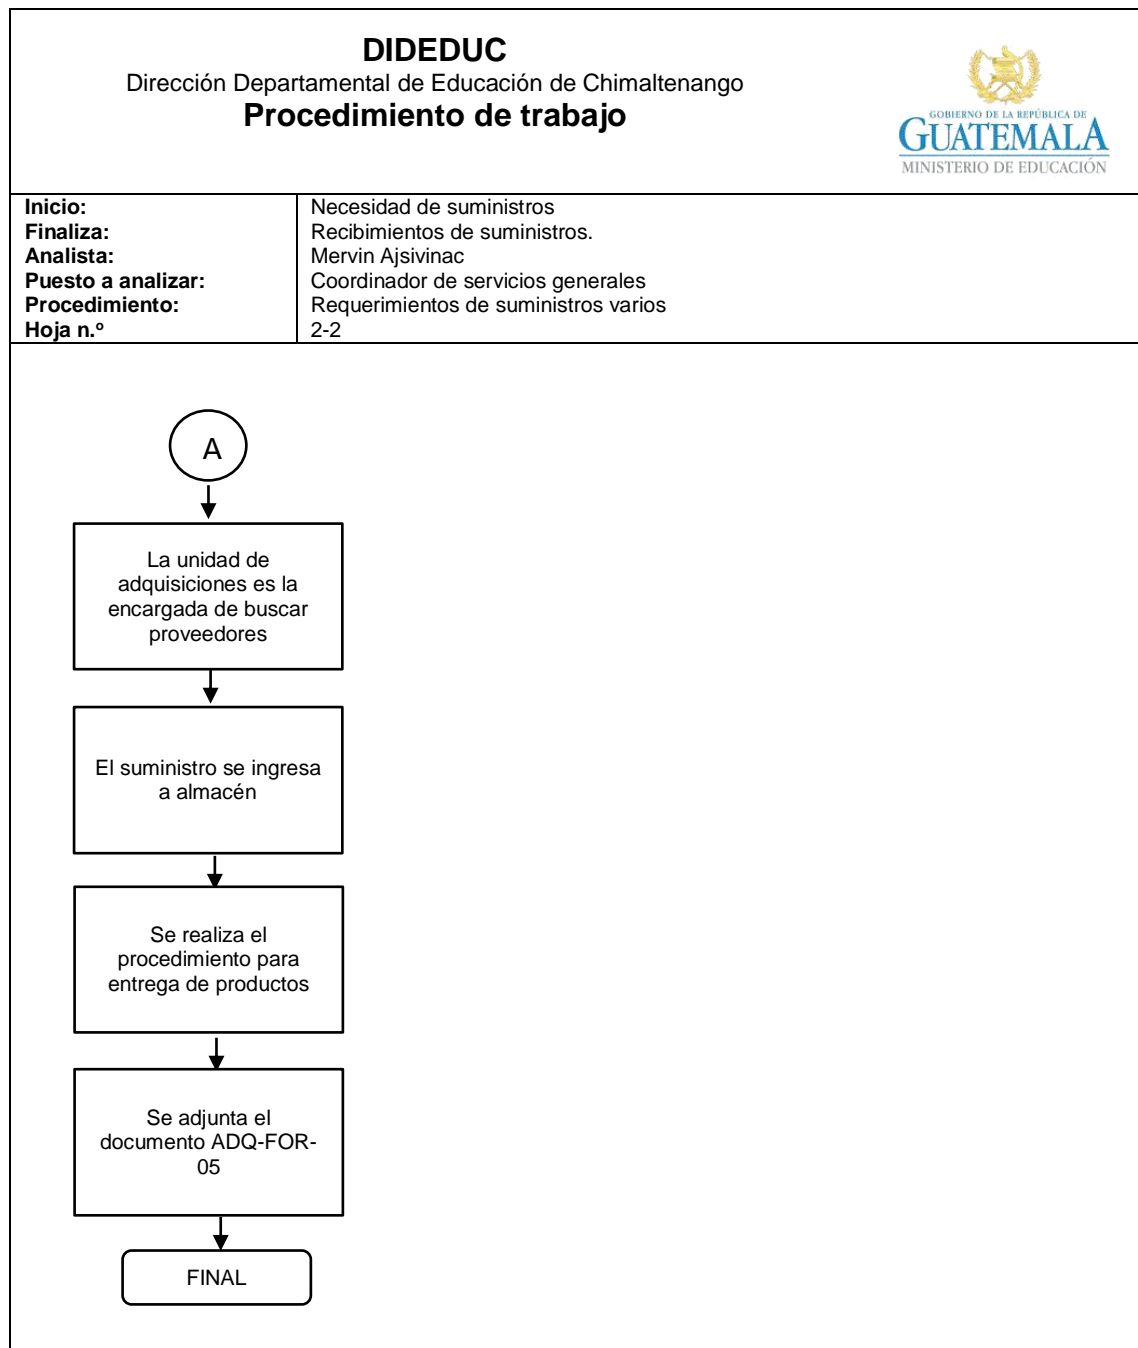 DIDEDUC
Dirección Departamental de Educación de Chimaltenango
Procedimiento de trabajo
GOBIERNO DE LA REPÚBLICA DE
GUATEMALA
MINISTERIO DE EDUCACIÓN
Inicio: Necesidad de suministros
Finaliza: Recibimientos de suministros.
Analista: Mervin Ajsivinac
Puesto a analizar: Coordinador de servicios generales
Procedimiento: Requerimientos de suministros varios
Hoja n.º 2-2
A
La unidad de
adquisiciones es la
encargada de buscar
proveedores
El suministro se ingresa
a almacén
Se realiza el
procedimiento para
entrega de productos
Se adjunta el
documento ADQ-FOR-
05
FINAL